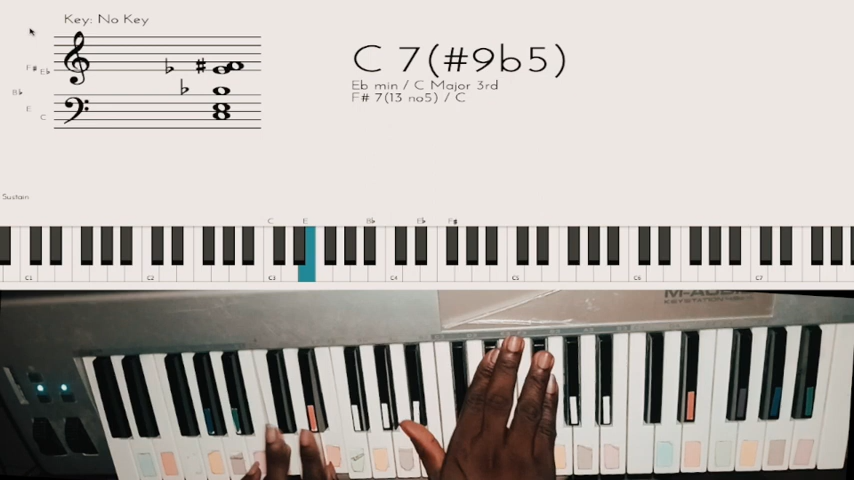 Key: No Key
C 7(#9b5)
Eb min / C Major 3rd
F# 7(13 no5) / C
F# Eb
Bb
E
C
Sustain
C E Bb Eb F#
C1 C2 C3 C4 C5 C6 C7
M-AUDIO